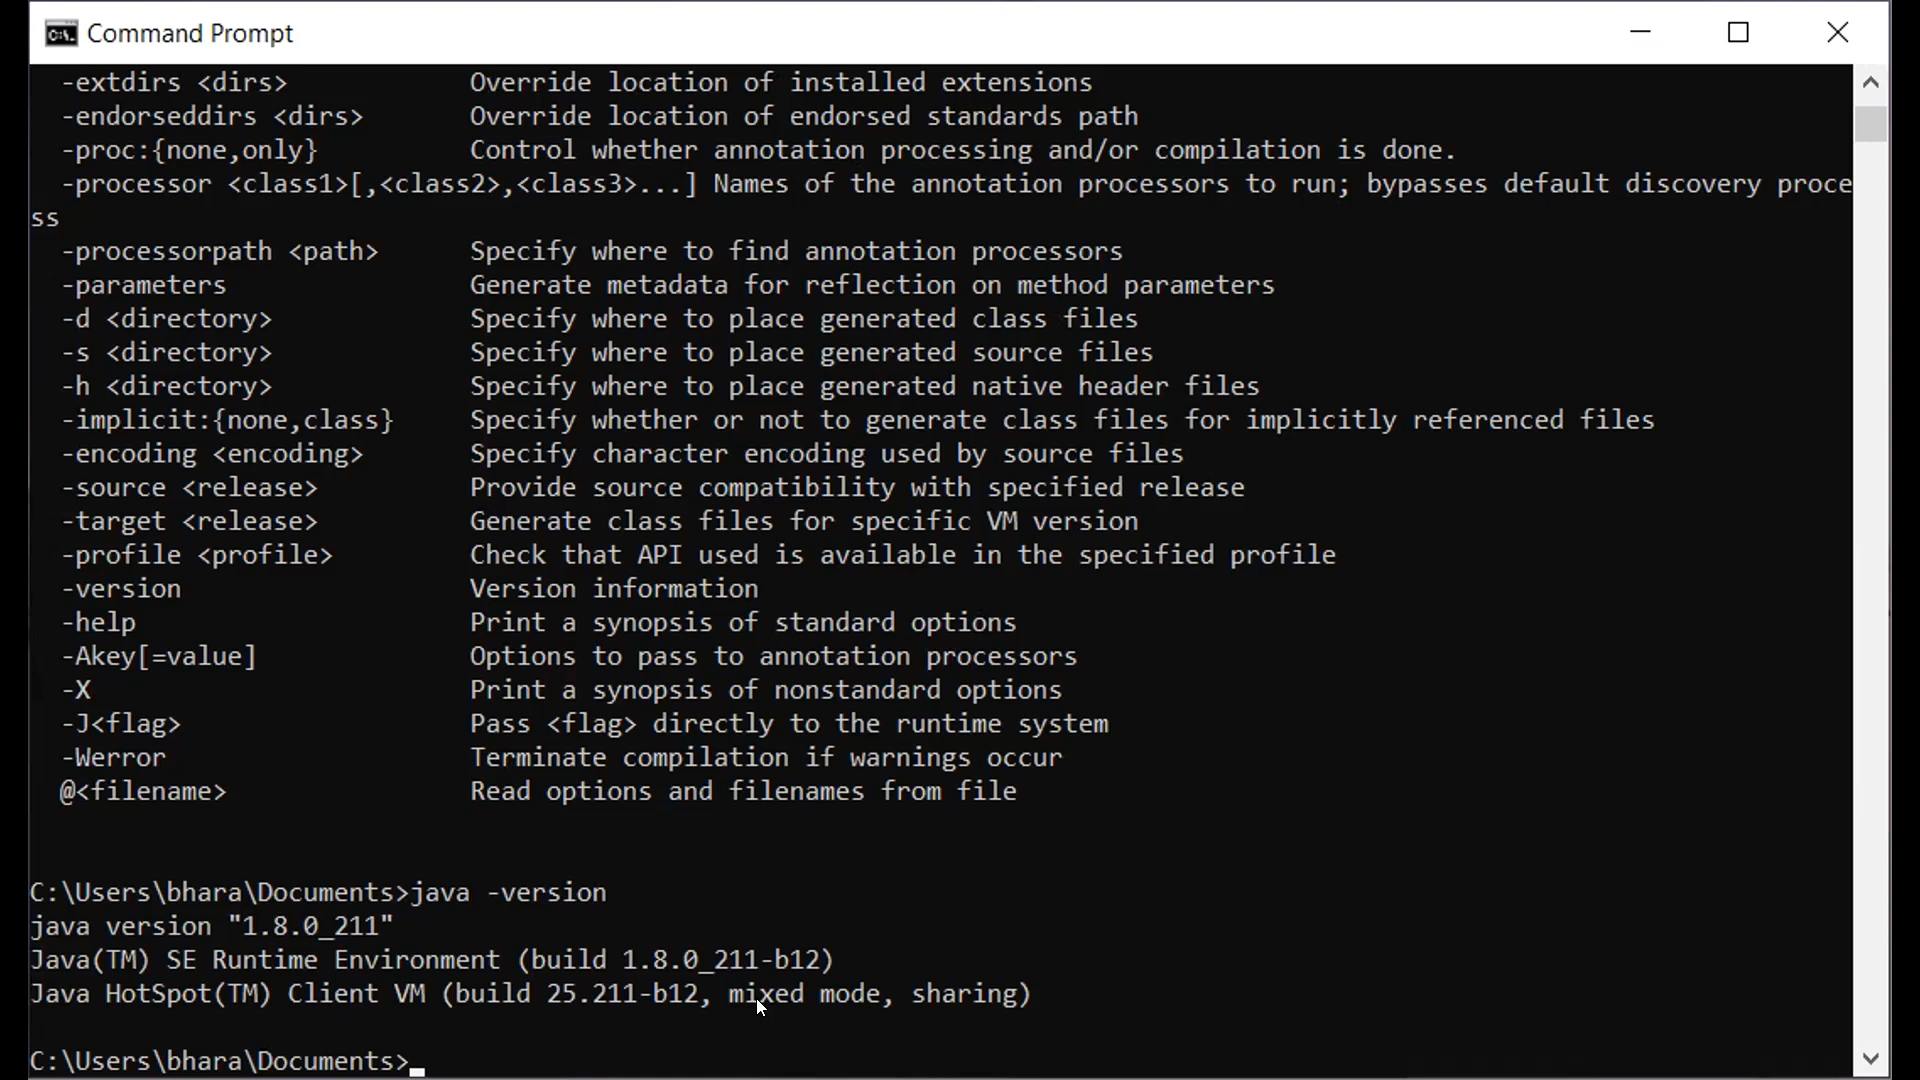 Command Prompt
-extdirs <dirs> Override location of installed extensions
-endorseddirs <dirs> Override location of endorsed standards path
-proc:{none,only} Control whether annotation processing and/or compilation is done.
-processor <class1>[,<class2>,<class3>...] Names of the annotation processors to run; bypasses default discovery proce
ss
-processorpath <path> Specify where to find annotation processors
-parameters Generate metadata for reflection on method parameters
-d <directory> Specify where to place generated class files
-s <directory> Specify where to place generated source files
-h <directory> Specify where to place generated native header files
-implicit:{none,class} Specify whether or not to generate class files for implicitly referenced files
-encoding <encoding> Specify character encoding used by source files
-source <release> Provide source compatibility with specified release
-target <release> Generate class files for specific VM version
-profile <profile> Check that API used is available in the specified profile
-version Version information
-help Print a synopsis of standard options
-Akey[=value] Options to pass to annotation processors
-X Print a synopsis of nonstandard options
-J<flag> Pass <flag> directly to the runtime system
-Werror Terminate compilation if warnings occur
@<filename> Read options and filenames from file
C:\Users\bhara\Documents>java -version
java version "1.8.0_211"
Java(TM) SE Runtime Environment (build 1.8.0_211-b12)
Java HotSpot(TM) Client VM (build 25.211-b12, mixed mode, sharing)
C:\Users\bhara\Documents>